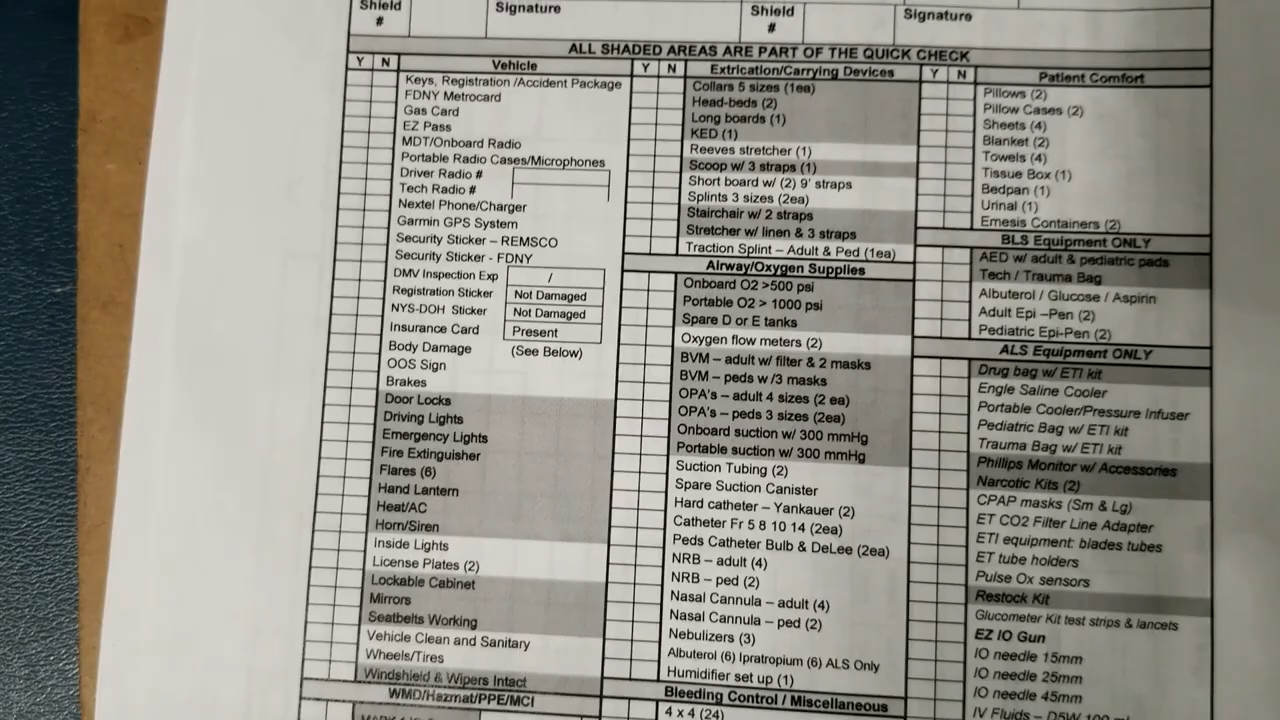 Shield #
Signature
Shield #
Signature
ALL SHADED AREAS ARE PART OF THE QUICK CHECK
Y N Vehicle
Keys, Registration /Accident Package
FDNY Metrocard
Gas Card
EZ Pass
MDT/Onboard Radio
Portable Radio Cases/Microphones
Driver Radio #
Tech Radio #
Nextel Phone/Charger
Garmin GPS System
Security Sticker – REMSCO
Security Sticker - FDNY
DMV Inspection Exp /
Registration Sticker Not Damaged
NYS-DOH Sticker Not Damaged
Insurance Card Present
Body Damage (See Below)
OOS Sign
Brakes
Door Locks
Driving Lights
Emergency Lights
Fire Extinguisher
Flares (6)
Hand Lantern
Heat/AC
Horn/Siren
Inside Lights
License Plates (2)
Lockable Cabinet
Mirrors
Seatbelts Working
Vehicle Clean and Sanitary
Wheels/Tires
Windshield & Wipers Intact
WMD/Hazmat/PPE/MCI
Y N Extrication/Carrying Devices
Collars 5 sizes (1ea)
Head-beds (2)
Long boards (1)
KED (1)
Reeves stretcher (1)
Scoop w/ 3 straps (1)
Short board w/ (2) 9' straps
Splints 3 sizes (2ea)
Stairchair w/ 2 straps
Stretcher w/ linen & 3 straps
Traction Splint – Adult & Ped (1ea)
Airway/Oxygen Supplies
Onboard O2 >500 psi
Portable O2 > 1000 psi
Spare D or E tanks
Oxygen flow meters (2)
BVM – adult w/ filter & 2 masks
BVM – peds w /3 masks
OPA's – adult 4 sizes (2 ea)
OPA's – peds 3 sizes (2ea)
Onboard suction w/ 300 mmHg
Portable suction w/ 300 mmHg
Suction Tubing (2)
Spare Suction Canister
Hard catheter – Yankauer (2)
Catheter Fr 5 8 10 14 (2ea)
Peds Catheter Bulb & DeLee (2ea)
NRB – adult (4)
NRB – ped (2)
Nasal Cannula – adult (4)
Nasal Cannula – ped (2)
Nebulizers (3)
Albuterol (6) Ipratropium (6) ALS Only
Humidifier set up (1)
Bleeding Control / Miscellaneous
4 x 4 (24)
Y N Patient Comfort
Pillows (2)
Pillow Cases (2)
Sheets (4)
Blanket (2)
Towels (4)
Tissue Box (1)
Bedpan (1)
Urinal (1)
Emesis Containers (2)
BLS Equipment ONLY
AED w/ adult & pediatric pads
Tech / Trauma Bag
Albuterol / Glucose / Aspirin
Adult Epi –Pen (2)
Pediatric Epi-Pen (2)
ALS Equipment ONLY
Drug bag w/ ETI kit
Engle Saline Cooler
Portable Cooler/Pressure Infuser
Pediatric Bag w/ ETI kit
Trauma Bag w/ ETI kit
Phillips Monitor w/ Accessories
Narcotic Kits (2)
CPAP masks (Sm & Lg)
ET CO2 Filter Line Adapter
ETI equipment: blades tubes
ET tube holders
Pulse Ox sensors
Restock Kit
Glucometer Kit test strips & lancets
EZ IO Gun
IO needle 15mm
IO needle 25mm
IO needle 45mm
IV Fluids – D5W 100